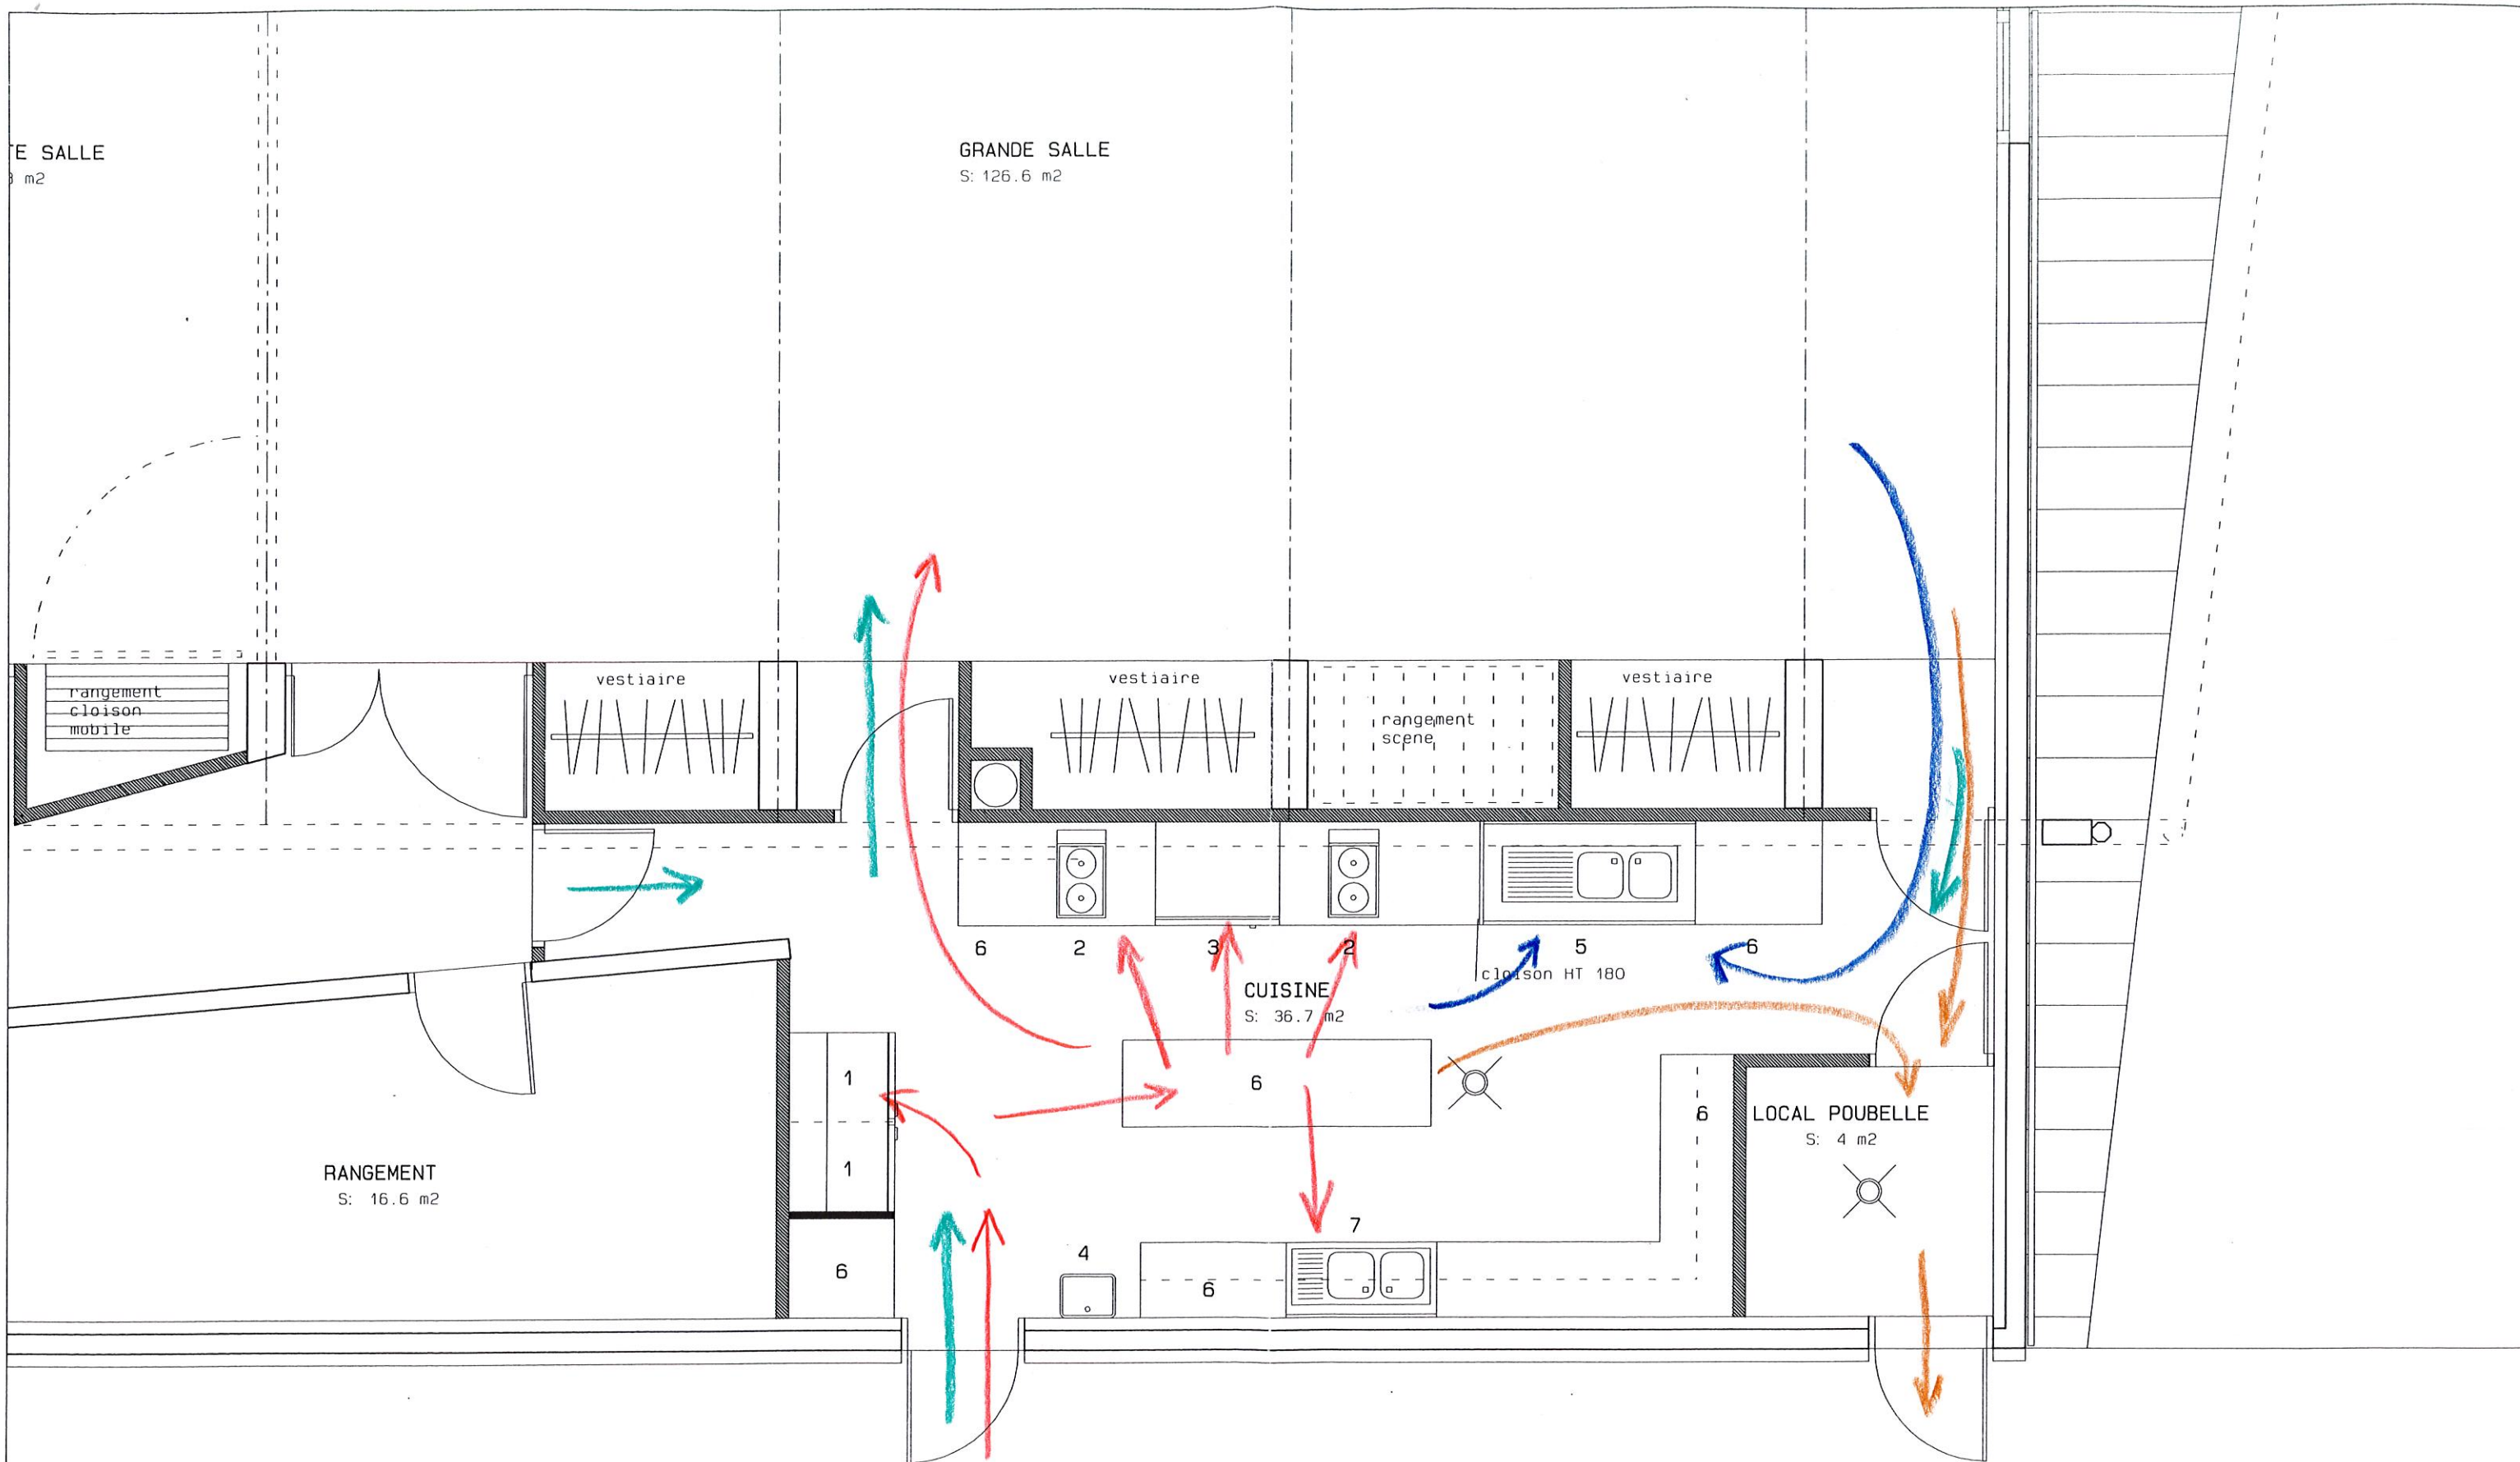 E SALLE
m2
GRANDE SALLE
S: 126.6 m2
rangement
cloison
mobile
vestiaire
vestiaire
rangement
scene
vestiaire
6
2
3
2
5
6
cloison HT 180
CUISINE
S: 36.7 m2
1
6
6
LOCAL POUBELLE
S: 4 m2
1
RANGEMENT
S: 16.6 m2
7
4
6
6